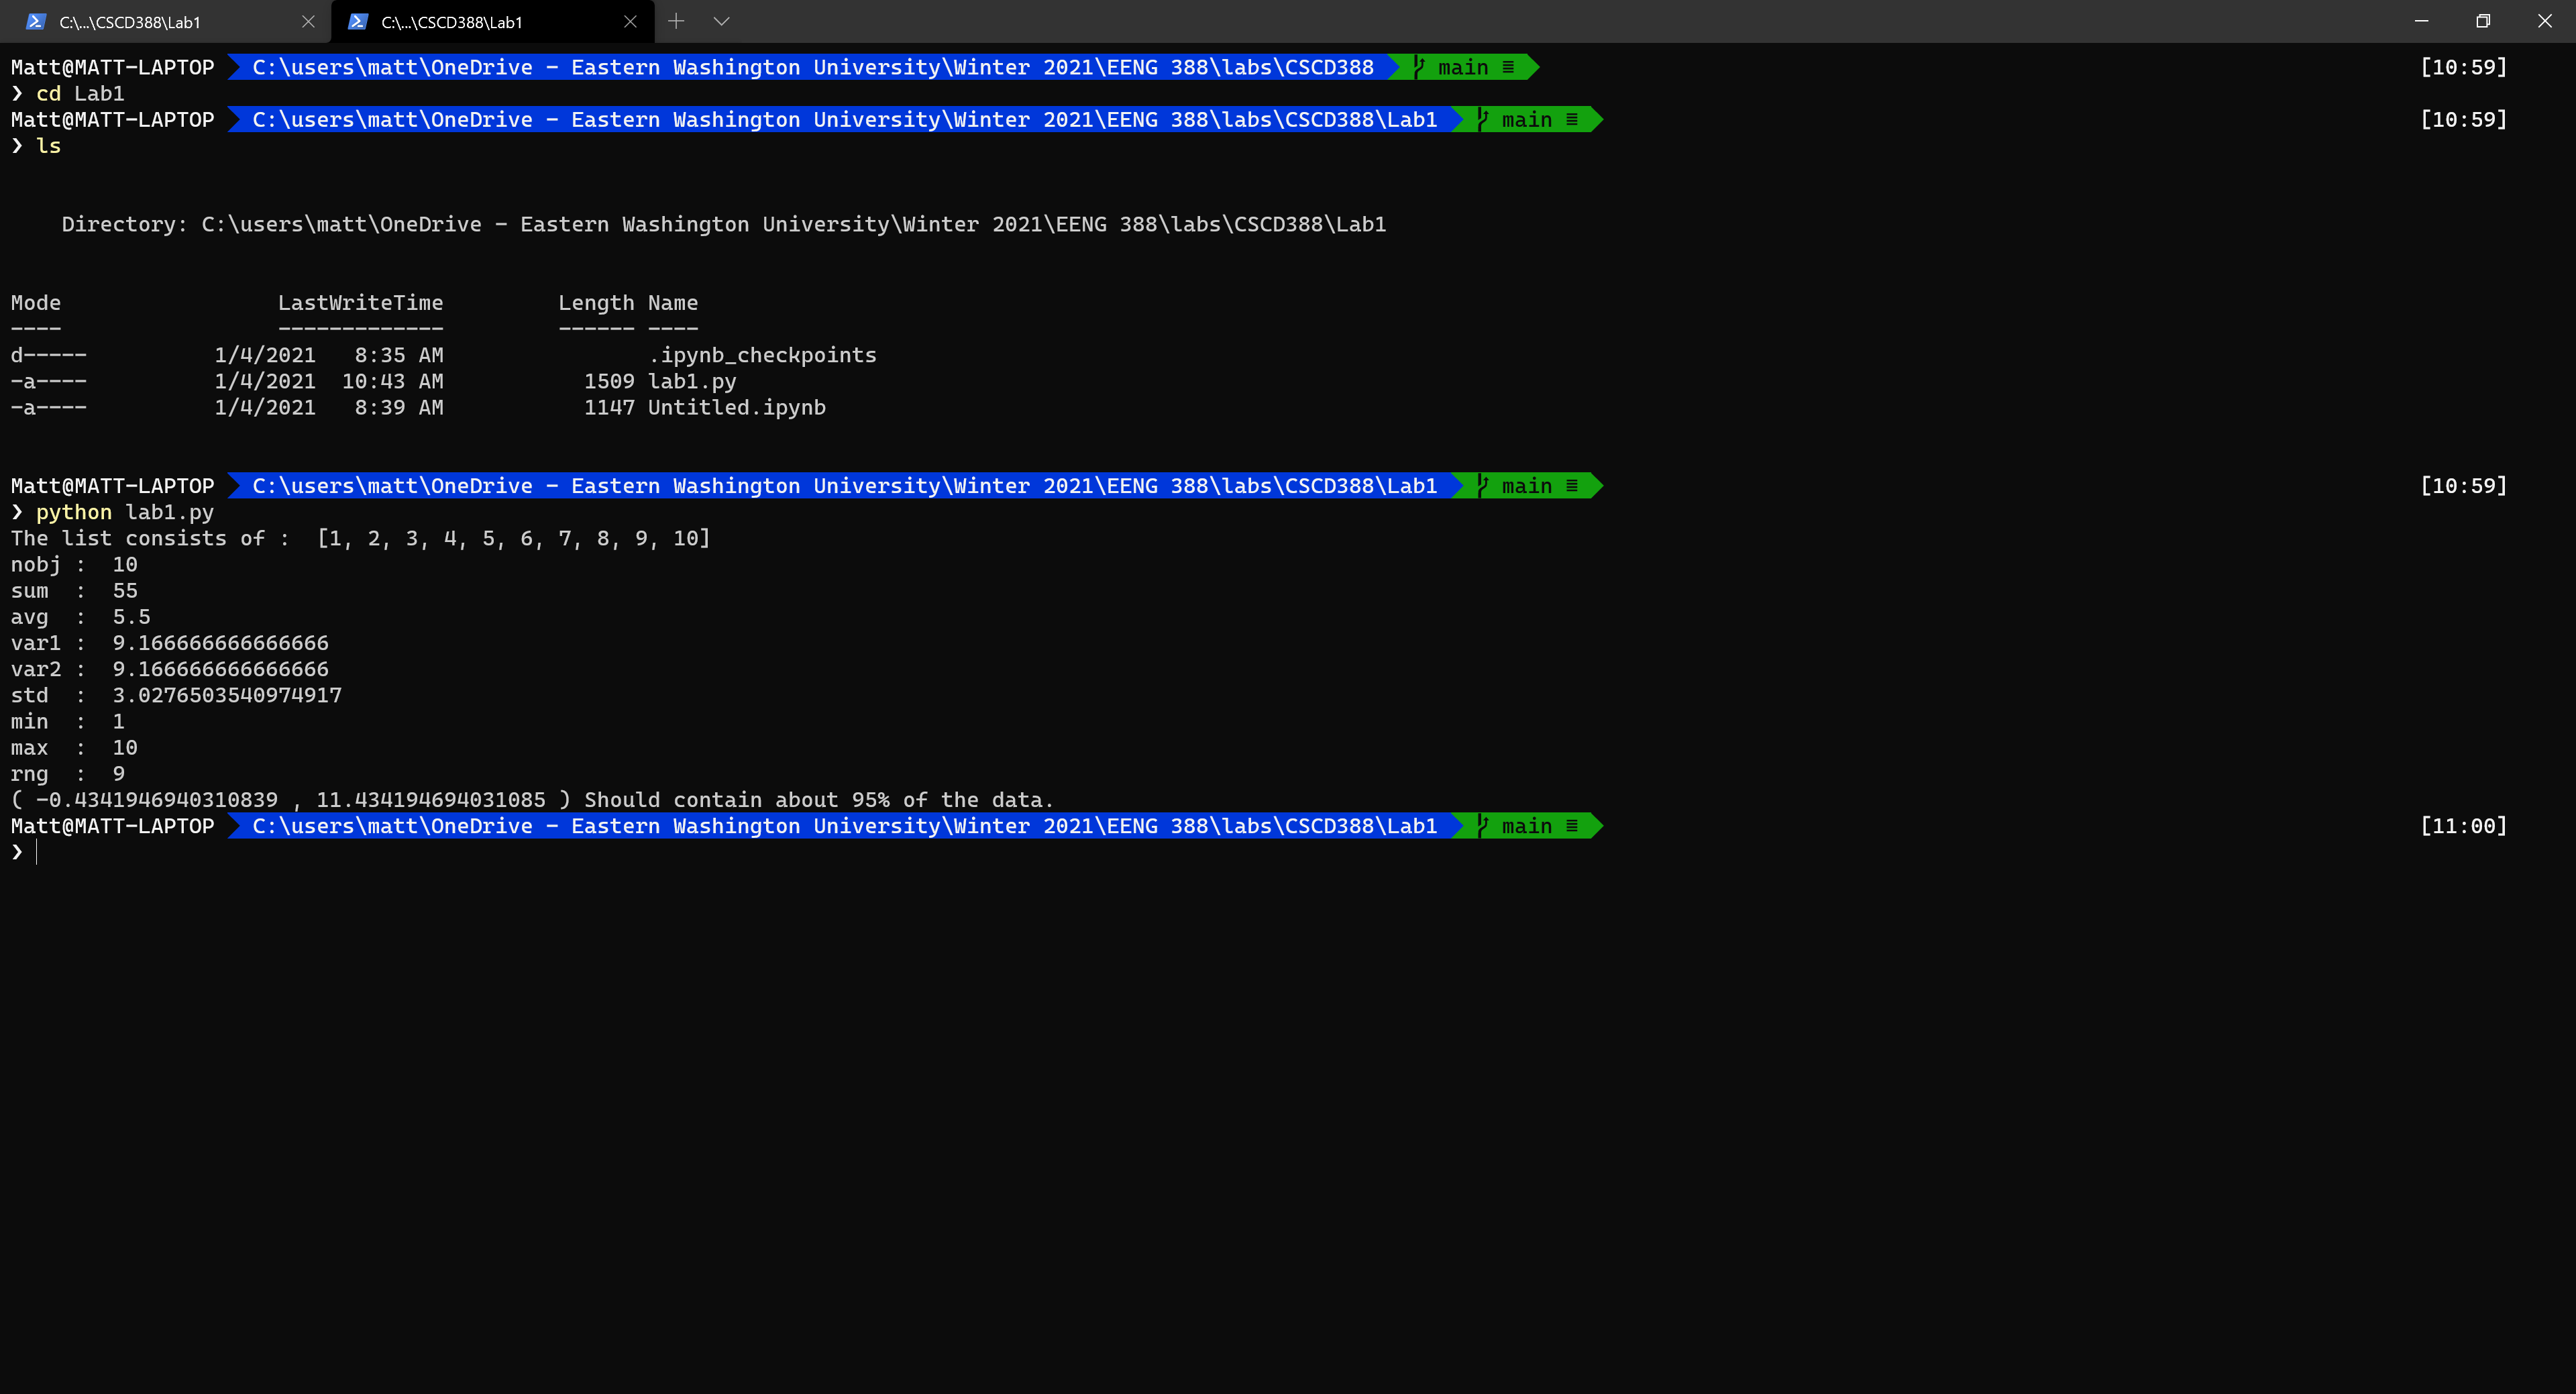 C:\...\CSCD388\Lab1 C:\...\CSCD388\Lab1
Matt@MATT-LAPTOP C:\users\matt\OneDrive - Eastern Washington University\Winter 2021\EENG 388\labs\CSCD388 main ≡ [10:59]
❯ cd Lab1
Matt@MATT-LAPTOP C:\users\matt\OneDrive - Eastern Washington University\Winter 2021\EENG 388\labs\CSCD388\Lab1 main ≡ [10:59]
❯ ls
Directory: C:\users\matt\OneDrive - Eastern Washington University\Winter 2021\EENG 388\labs\CSCD388\Lab1
Mode LastWriteTime Length Name
---- ------------- ------ ----
d----- 1/4/2021 8:35 AM .ipynb_checkpoints
-a---- 1/4/2021 10:43 AM 1509 lab1.py
-a---- 1/4/2021 8:39 AM 1147 Untitled.ipynb
Matt@MATT-LAPTOP C:\users\matt\OneDrive - Eastern Washington University\Winter 2021\EENG 388\labs\CSCD388\Lab1 main ≡ [10:59]
❯ python lab1.py
The list consists of : [1, 2, 3, 4, 5, 6, 7, 8, 9, 10]
nobj : 10
sum : 55
avg : 5.5
var1 : 9.166666666666666
var2 : 9.166666666666666
std : 3.0276503540974917
min : 1
max : 10
rng : 9
( -0.4341946940310839 , 11.434194694031085 ) Should contain about 95% of the data.
Matt@MATT-LAPTOP C:\users\matt\OneDrive - Eastern Washington University\Winter 2021\EENG 388\labs\CSCD388\Lab1 main ≡ [11:00]
❯